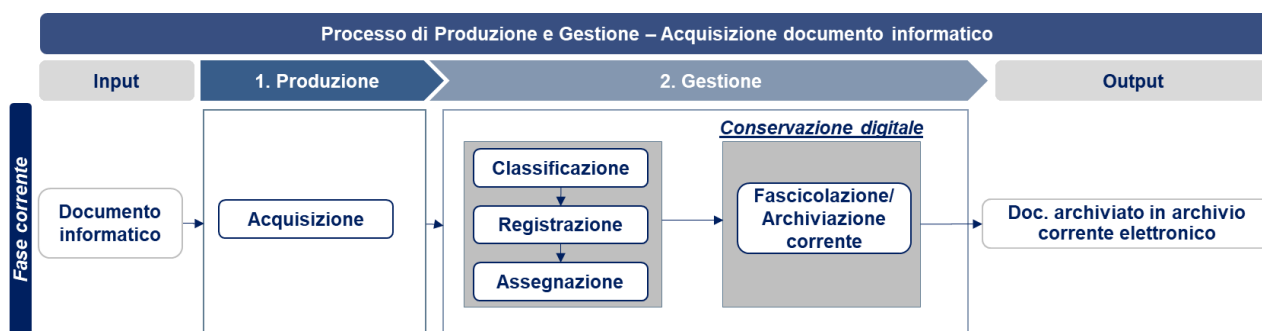 Processo di Produzione e Gestione – Acquisizione documento informatico
Input
1. Produzione
2. Gestione
Output
Fase corrente
Documento
informatico
Acquisizione
Classificazione
Registrazione
Assegnazione
Conservazione digitale
Fascicolazione/
Archiviazione
corrente
Doc. archiviato in archivio
corrente elettronico